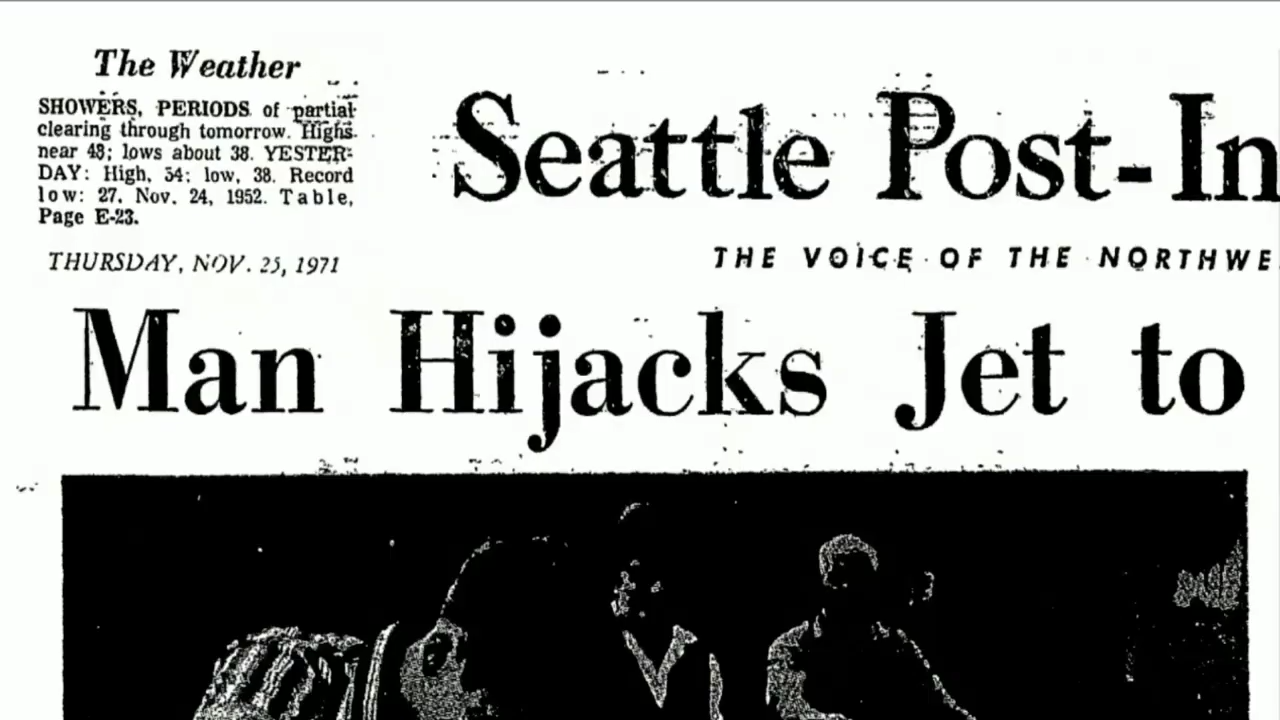 The Weather
SHOWERS, PERIODS of partial
clearing through tomorrow. Highs
near 48; lows about 38. YESTER-
DAY: High, 54; low, 38. Record
low: 27, Nov. 24, 1952. Table,
Page E-23.
THURSDAY, NOV. 25, 1971
Seattle Post-In
THE VOICE OF THE NORTHWE
Man Hijacks Jet to